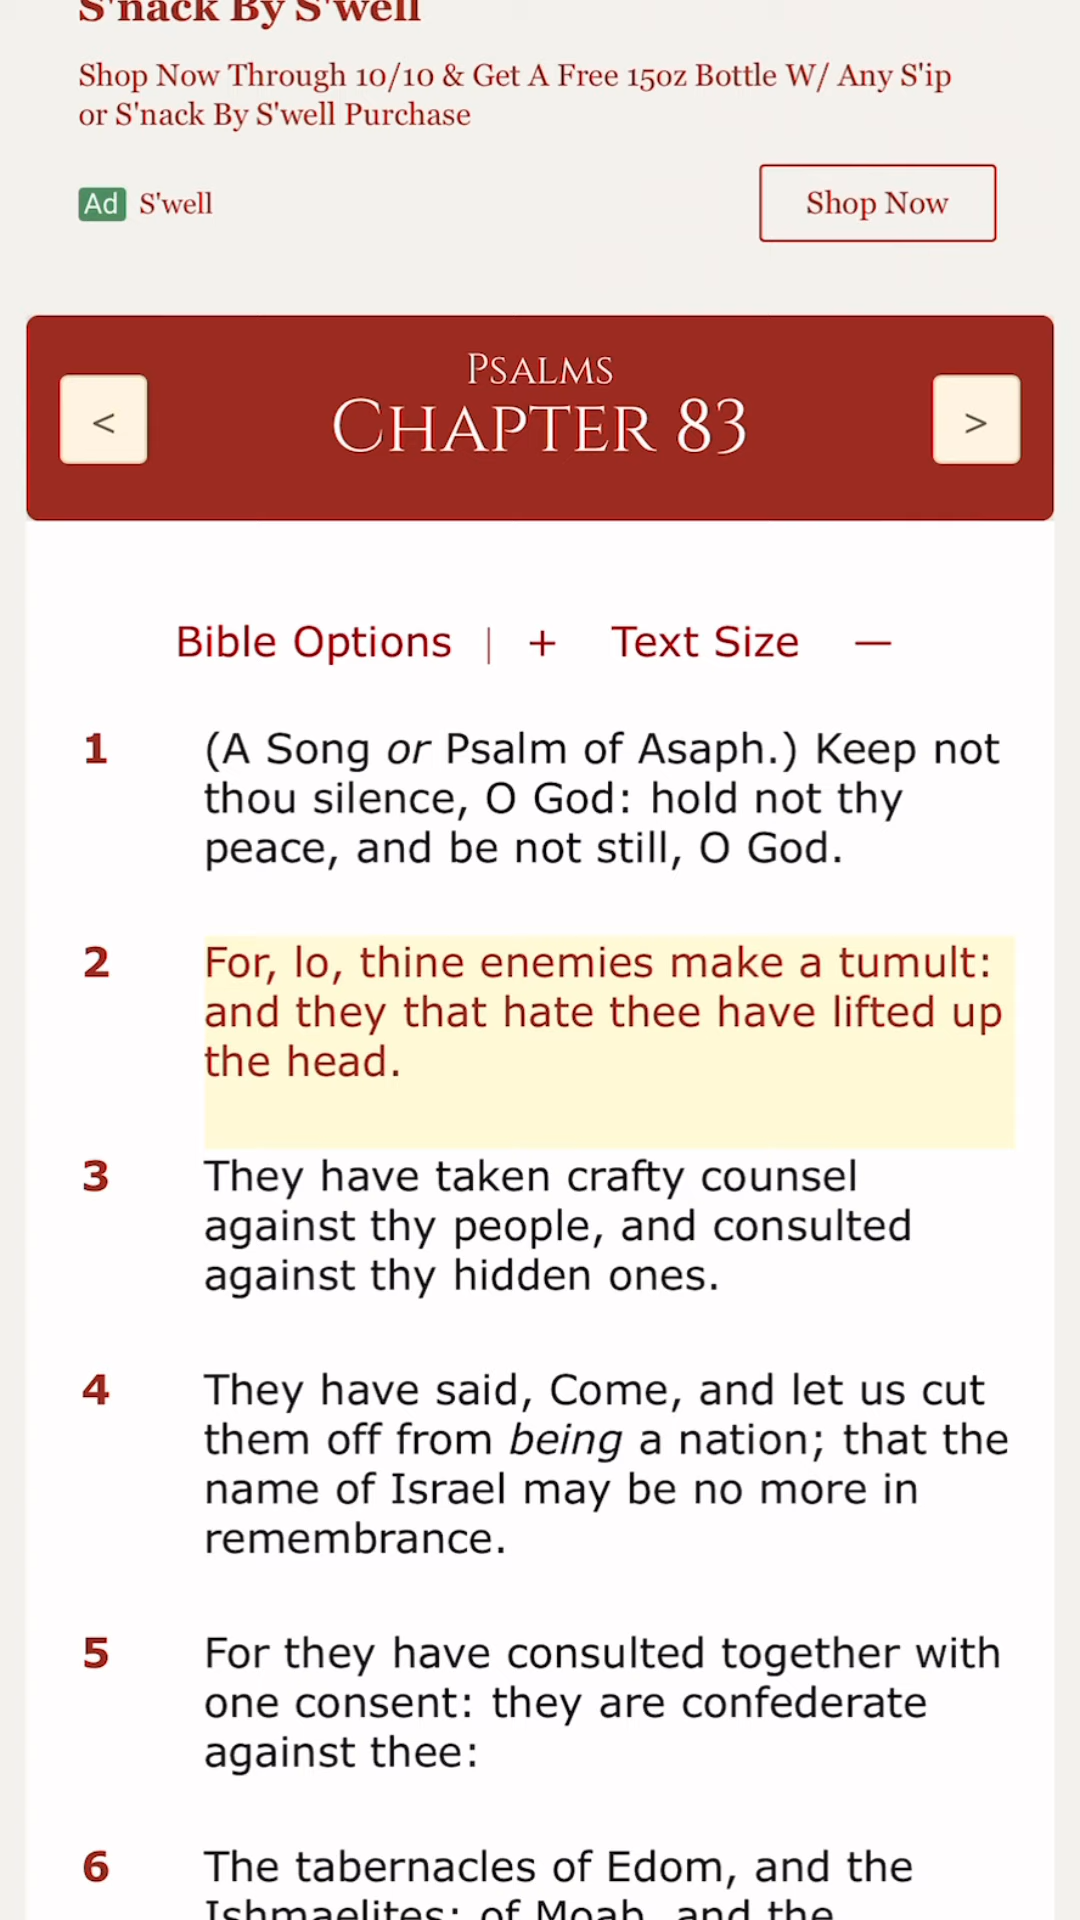 S'nack By S'well
Shop Now Through 10/10 & Get A Free 15oz Bottle W/ Any S'ip
or S'nack By S'well Purchase
Ad S'well
Shop Now
Psalms
< Chapter 83 >
Bible Options | + Text Size —
1 (A Song or Psalm of Asaph.) Keep not
thou silence, O God: hold not thy
peace, and be not still, O God.
2 For, lo, thine enemies make a tumult:
and they that hate thee have lifted up
the head.
3 They have taken crafty counsel
against thy people, and consulted
against thy hidden ones.
4 They have said, Come, and let us cut
them off from being a nation; that the
name of Israel may be no more in
remembrance.
5 For they have consulted together with
one consent: they are confederate
against thee:
6 The tabernacles of Edom, and the
Ishmaelites; of Moab, and the